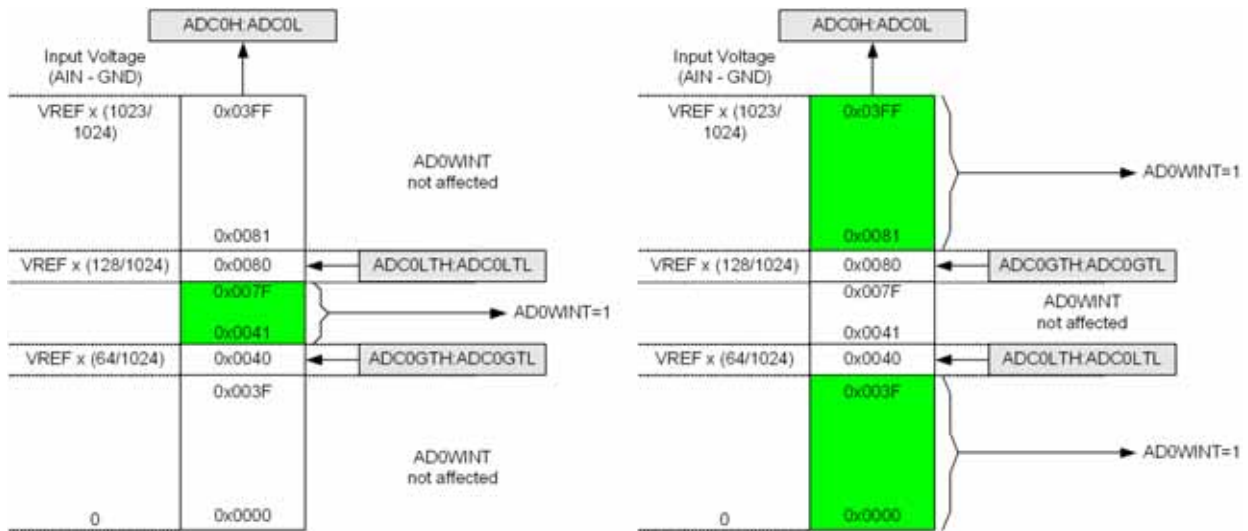 ADC0H:ADC0L
Input Voltage
(AIN - GND)
VREF x (1023/
1024)
0x03FF
AD0WINT
not affected
0x0081
VREF x (128/1024)
0x0080
ADC0LTH:ADC0LTL
0x007F
AD0WINT=1
0x0041
VREF x (64/1024)
0x0040
ADC0GTH:ADC0GTL
0x003F
AD0WINT
not affected
0
0x0000
ADC0H:ADC0L
Input Voltage
(AIN - GND)
VREF x (1023/
1024)
0x03FF
AD0WINT=1
0x0081
VREF x (128/1024)
0x0080
ADC0GTH:ADC0GTL
0x007F
AD0WINT
not affected
0x0041
VREF x (64/1024)
0x0040
ADC0LTH:ADC0LTL
0x003F
AD0WINT=1
0
0x0000